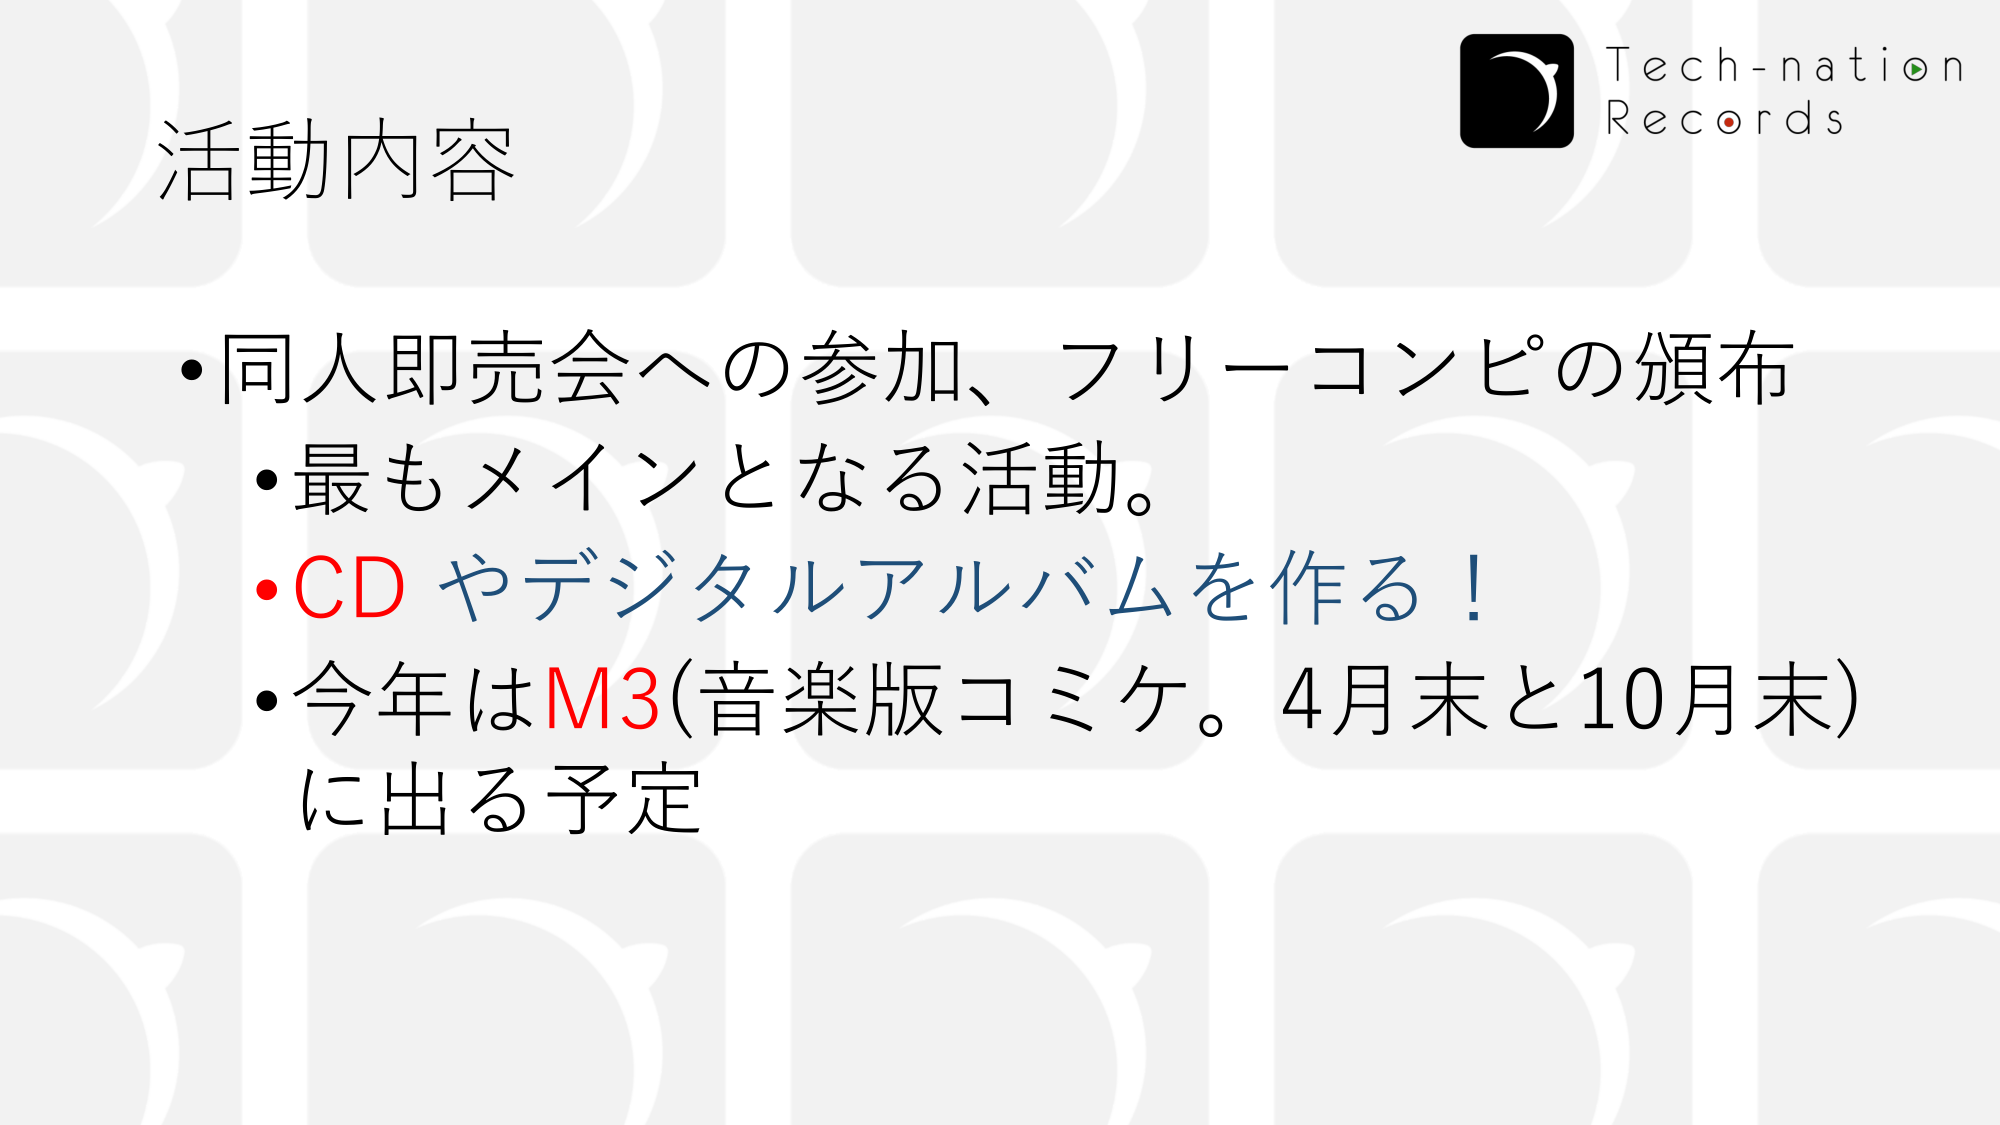 Tech-nation
Records
活動内容
•同人即売会への参加、フリーコンピの頒布
•最もメインとなる活動。
•CD やデジタルアルバムを作る！
•今年はM3(音楽版コミケ。4月末と10月末)
に出る予定